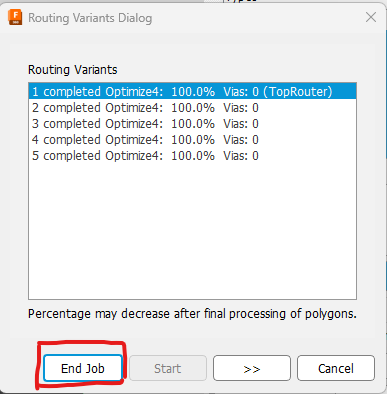 Routing Variants Dialog
Routing Variants
1 completed Optimize4: 100.0% Vias: 0 (TopRouter)
2 completed Optimize4: 100.0% Vias: 0
3 completed Optimize4: 100.0% Vias: 0
4 completed Optimize4: 100.0% Vias: 0
5 completed Optimize4: 100.0% Vias: 0
Percentage may decrease after final processing of polygons.
End Job Start >> Cancel